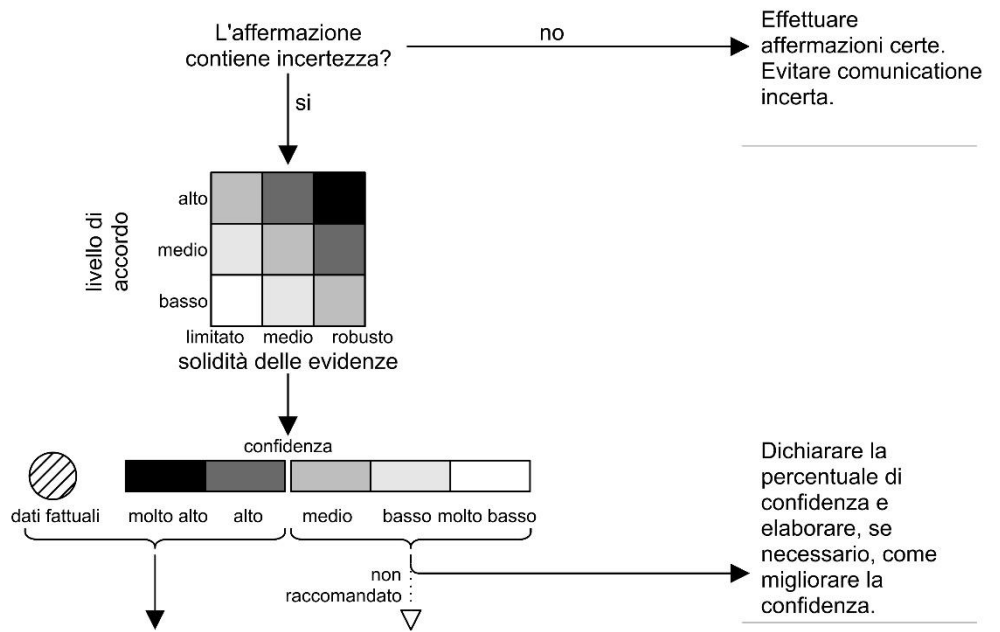 L'affermazione
contiene incertezza?
no
Effettuare
affermazioni certe.
Evitare comunicatione
incerta.
si
livello di
accordo
alto
medio
basso
limitato medio robusto
solidità delle evidenze
confidenza
dati fattuali molto alto alto medio basso molto basso
non
raccomandato
Dichiarare la
percentuale di
confidenza e
elaborare, se
necessario, come
migliorare la
confidenza.